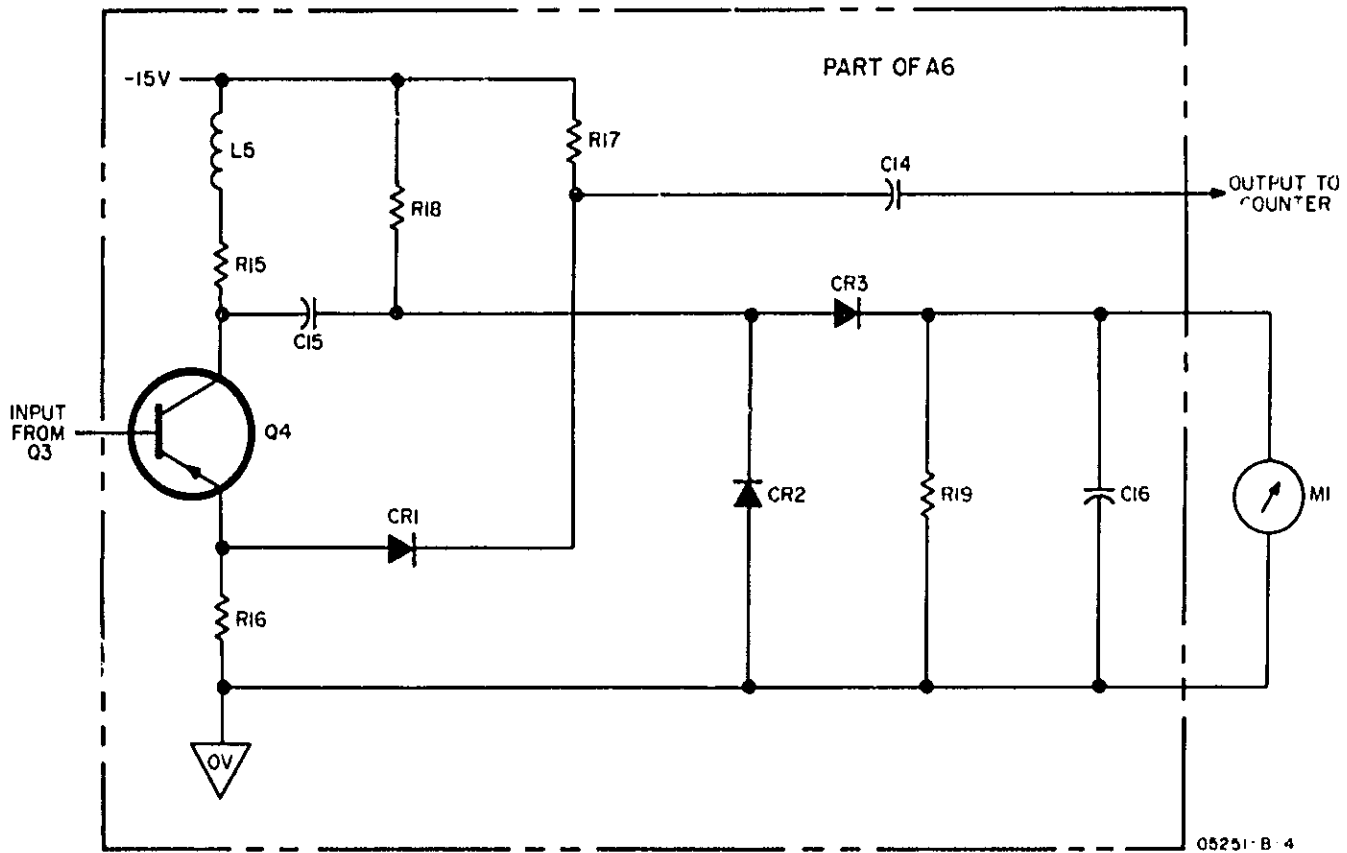 PART OF A6
-15V
R17
L5
C14
R18
OUTPUT TO
COUNTER
R15
CR3
C15
INPUT
FROM
Q3
Q4
CR2
R19
C16
M1
CR1
R16
0V
05251-B-4